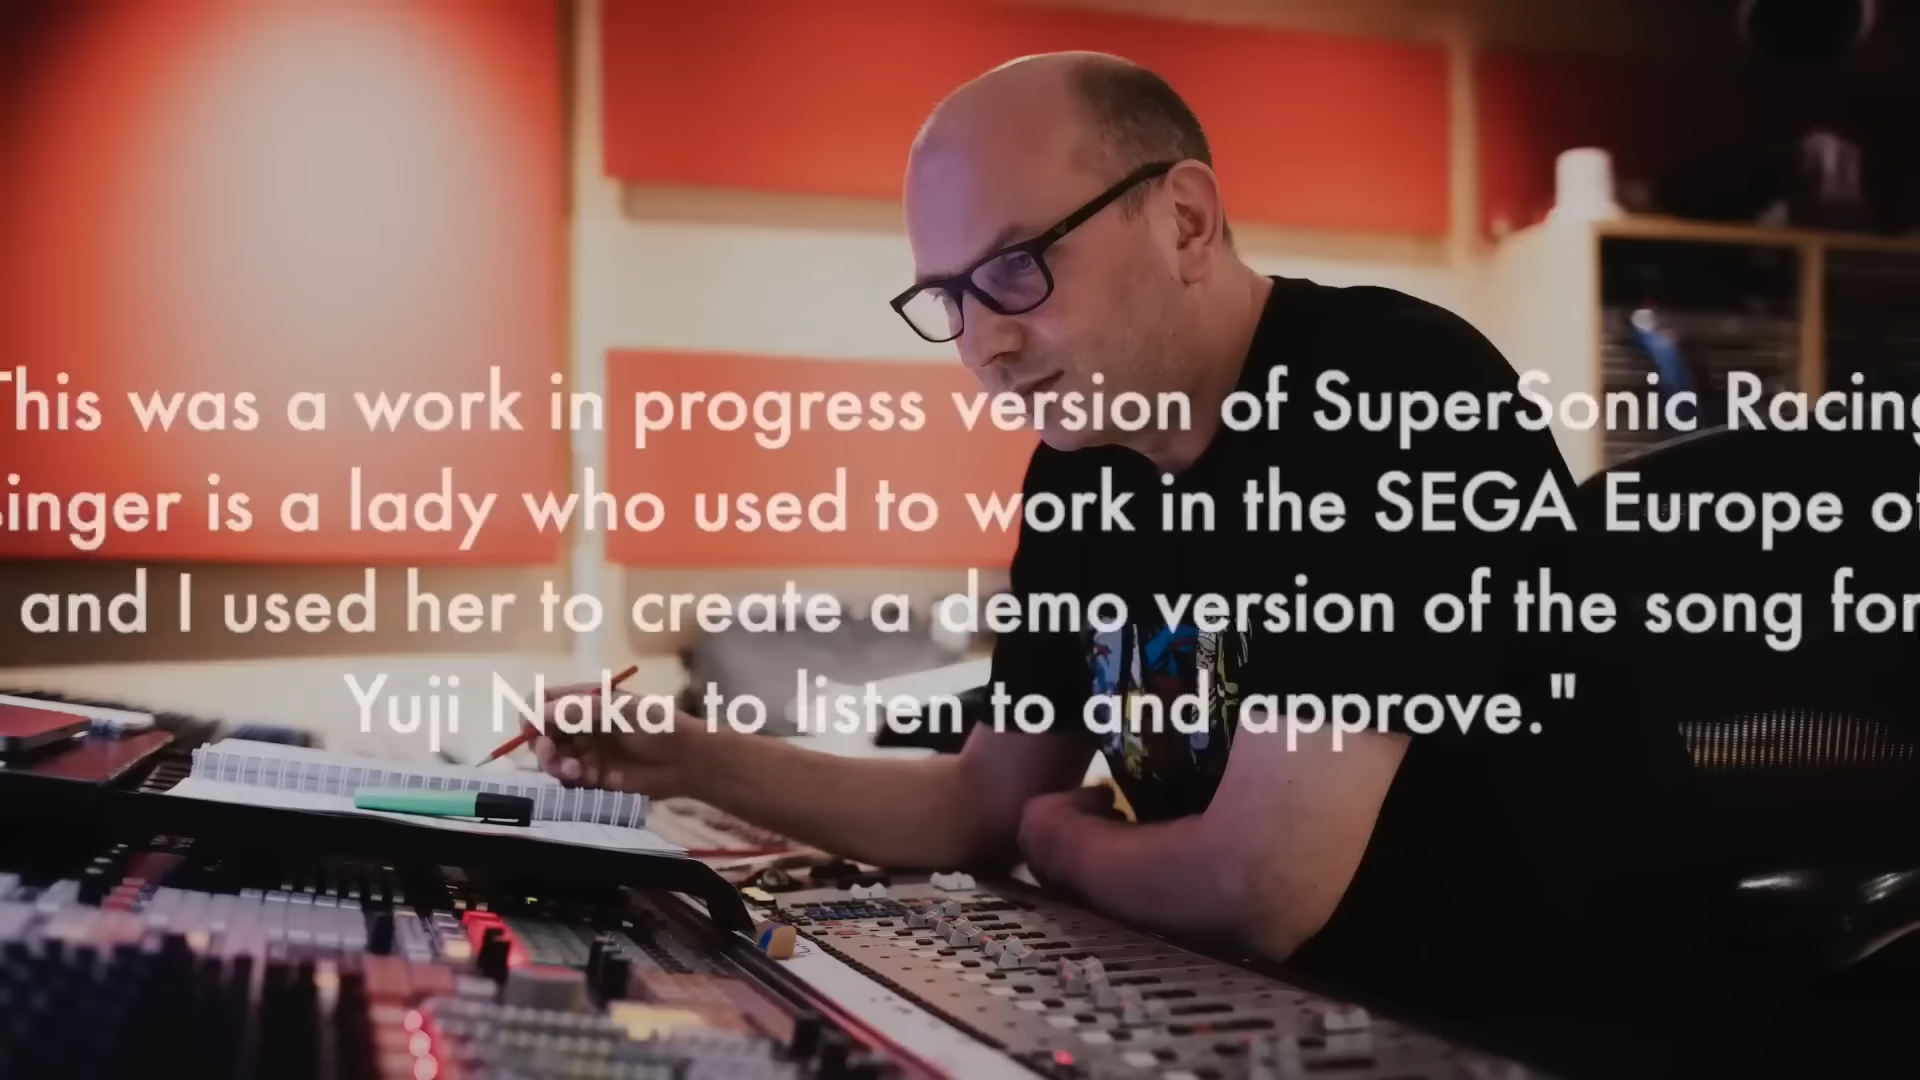 This was a work in progress version of SuperSonic Racing
singer is a lady who used to work in the SEGA Europe
and I used her to create a demo version of the song for
Yuji Naka to listen to and approve."